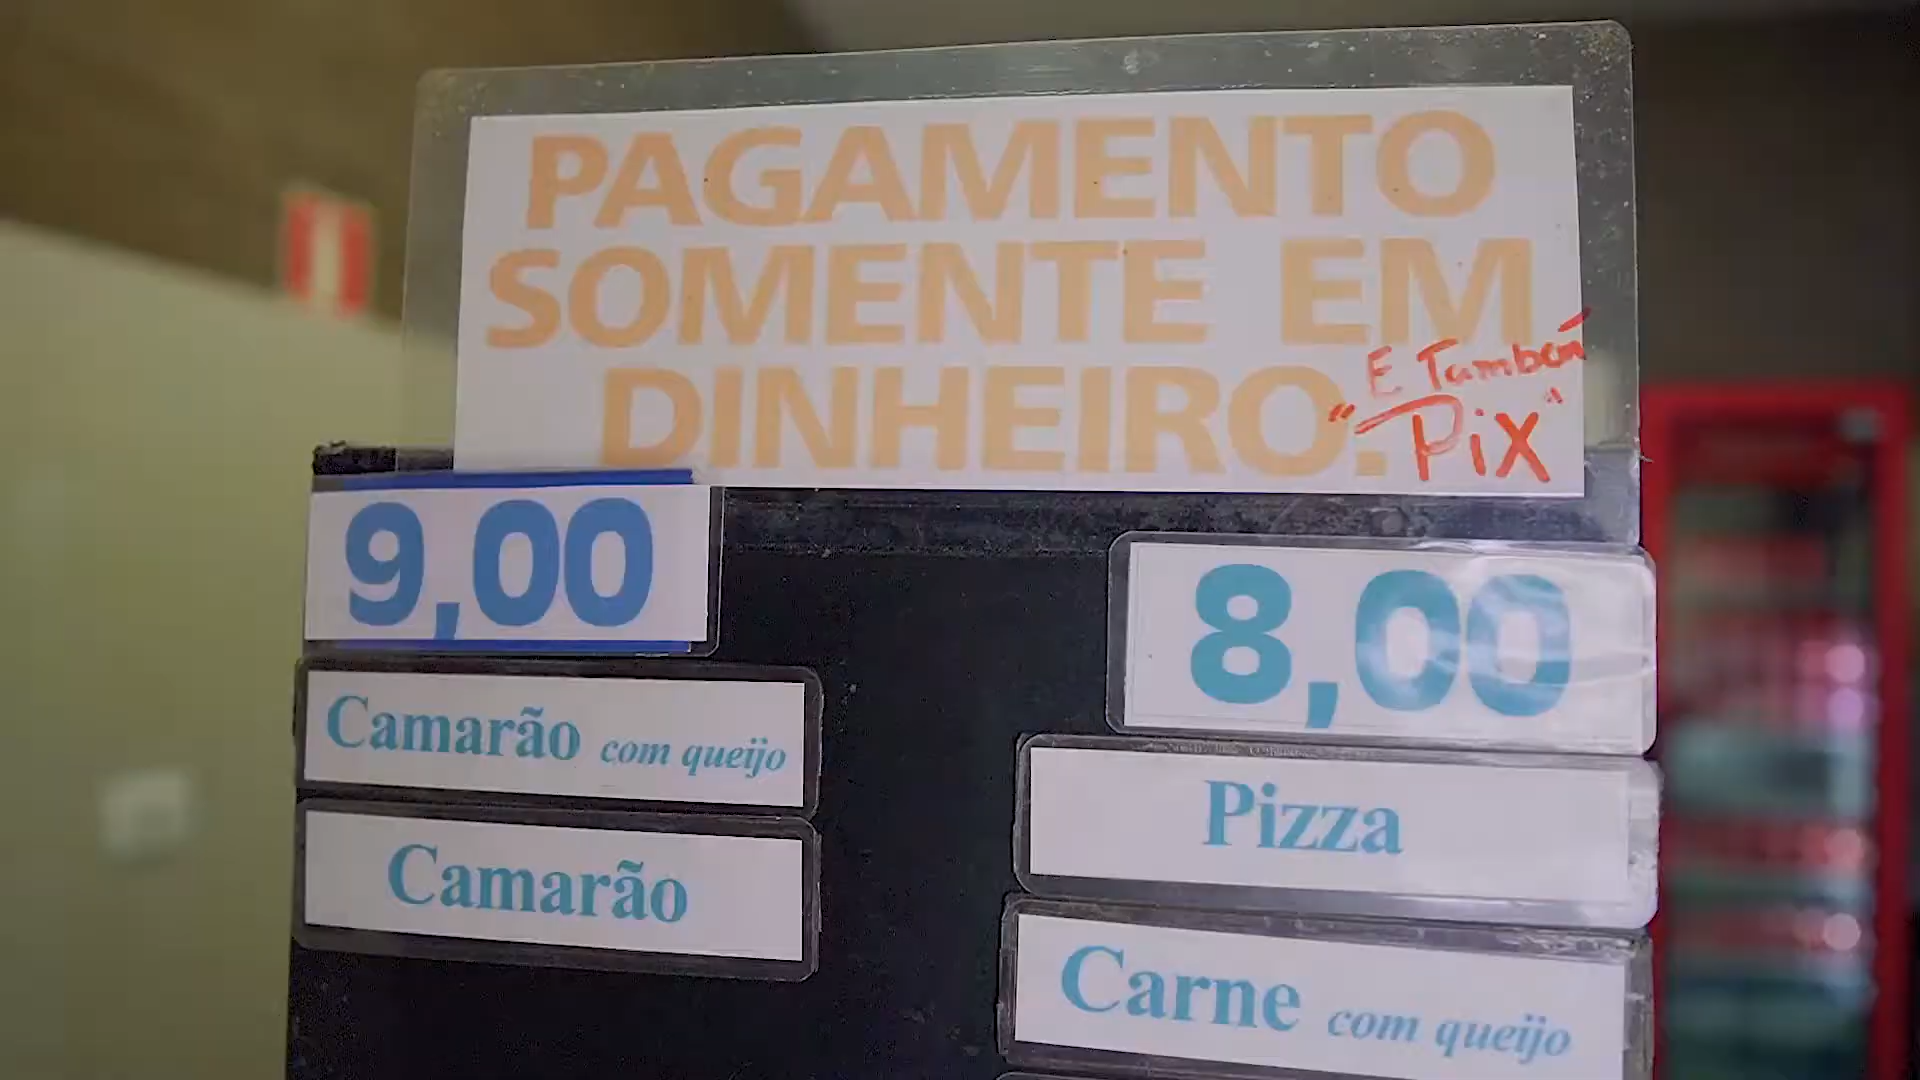 PAGAMENTO
SOMENTE EM
DINHEIRO.
E Também
"Pix"
9,00
Camarão com queijo
Camarão
8,00
Pizza
Carne com queijo